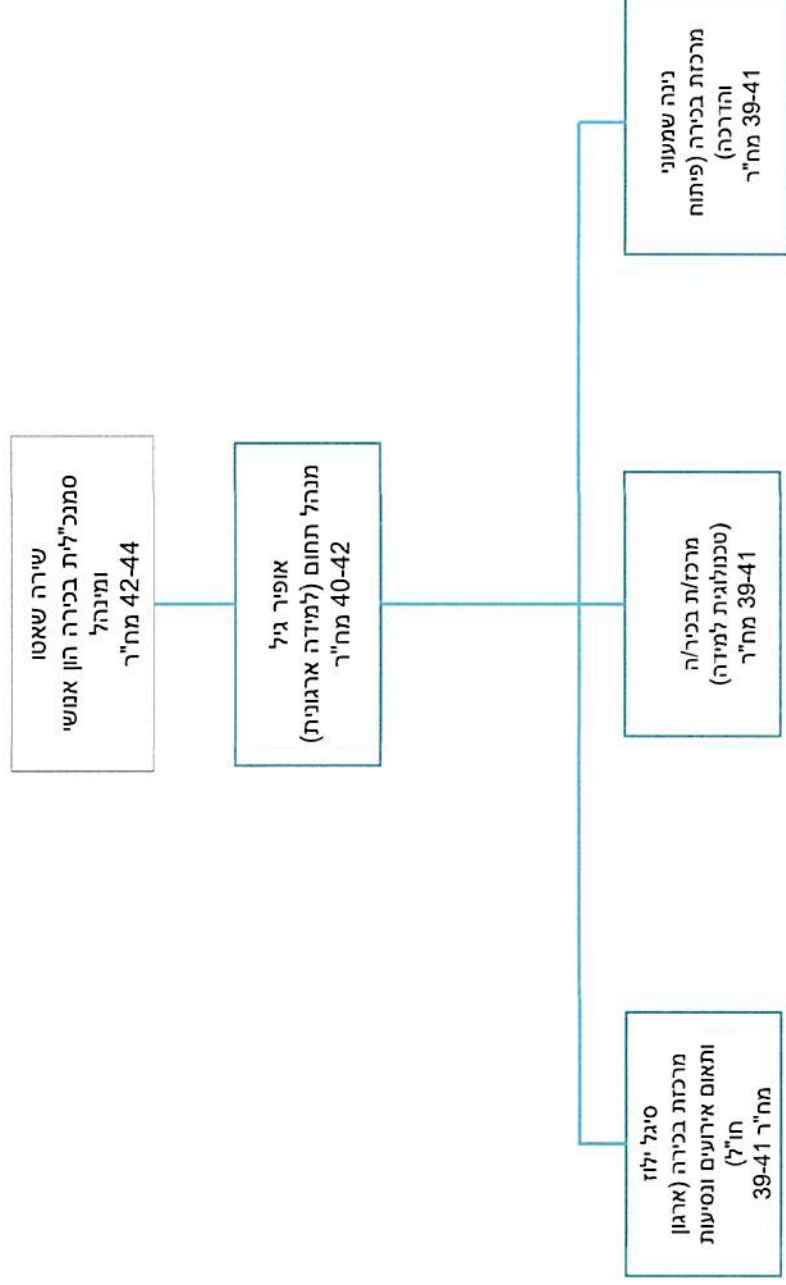 שירה שאטו
סמנכ"לית בכירה הון אנושי
ומינהל
42-44 מח"ר
אופיר גיל
מנהל תחום (למידה ארגונית)
40-42 מח"ר
נינה שמעוני
מרכזת בכירה (פיתוח
והדרכה)
39-41 מח"ר
מרכז/ת בכיר/ה
(טכנולוגית למידה)
39-41 מח"ר
סיגל ילוז
מרכזת בכירה (ארגון
ותאום אירועים ונסיעות
חו"ל)
מח"ר 39-41